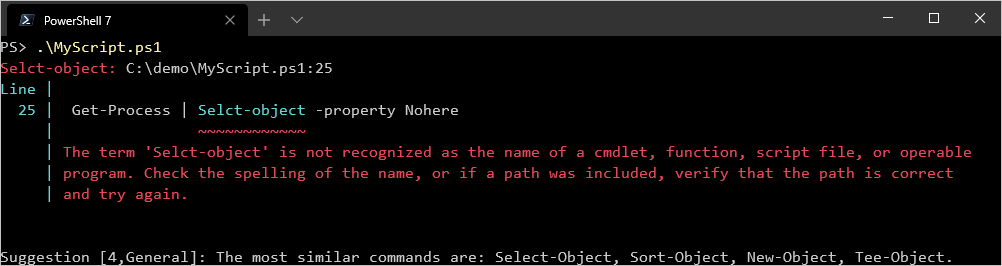 PowerShell 7
PS> .\MyScript.ps1
Selct-object: C:\demo\MyScript.ps1:25
Line |
  25 |  Get-Process | Selct-object -property Nohere
     |                ~~~~~~~~~~~~
     | The term 'Selct-object' is not recognized as the name of a cmdlet, function, script file, or operable
     | program. Check the spelling of the name, or if a path was included, verify that the path is correct
     | and try again.
Suggestion [4,General]: The most similar commands are: Select-Object, Sort-Object, New-Object, Tee-Object.